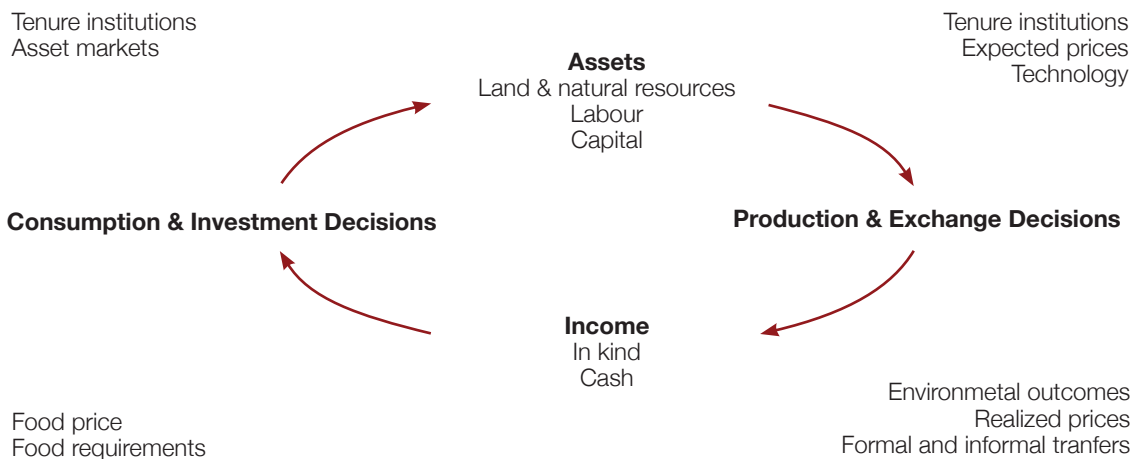 Tenure institutions
Asset markets
Tenure institutions
Expected prices
Technology
Assets
Land & natural resources
Labour
Capital
Consumption & Investment Decisions
Production & Exchange Decisions
Income
In kind
Cash
Food price
Food requirements
Environmetal outcomes
Realized prices
Formal and informal tranfers